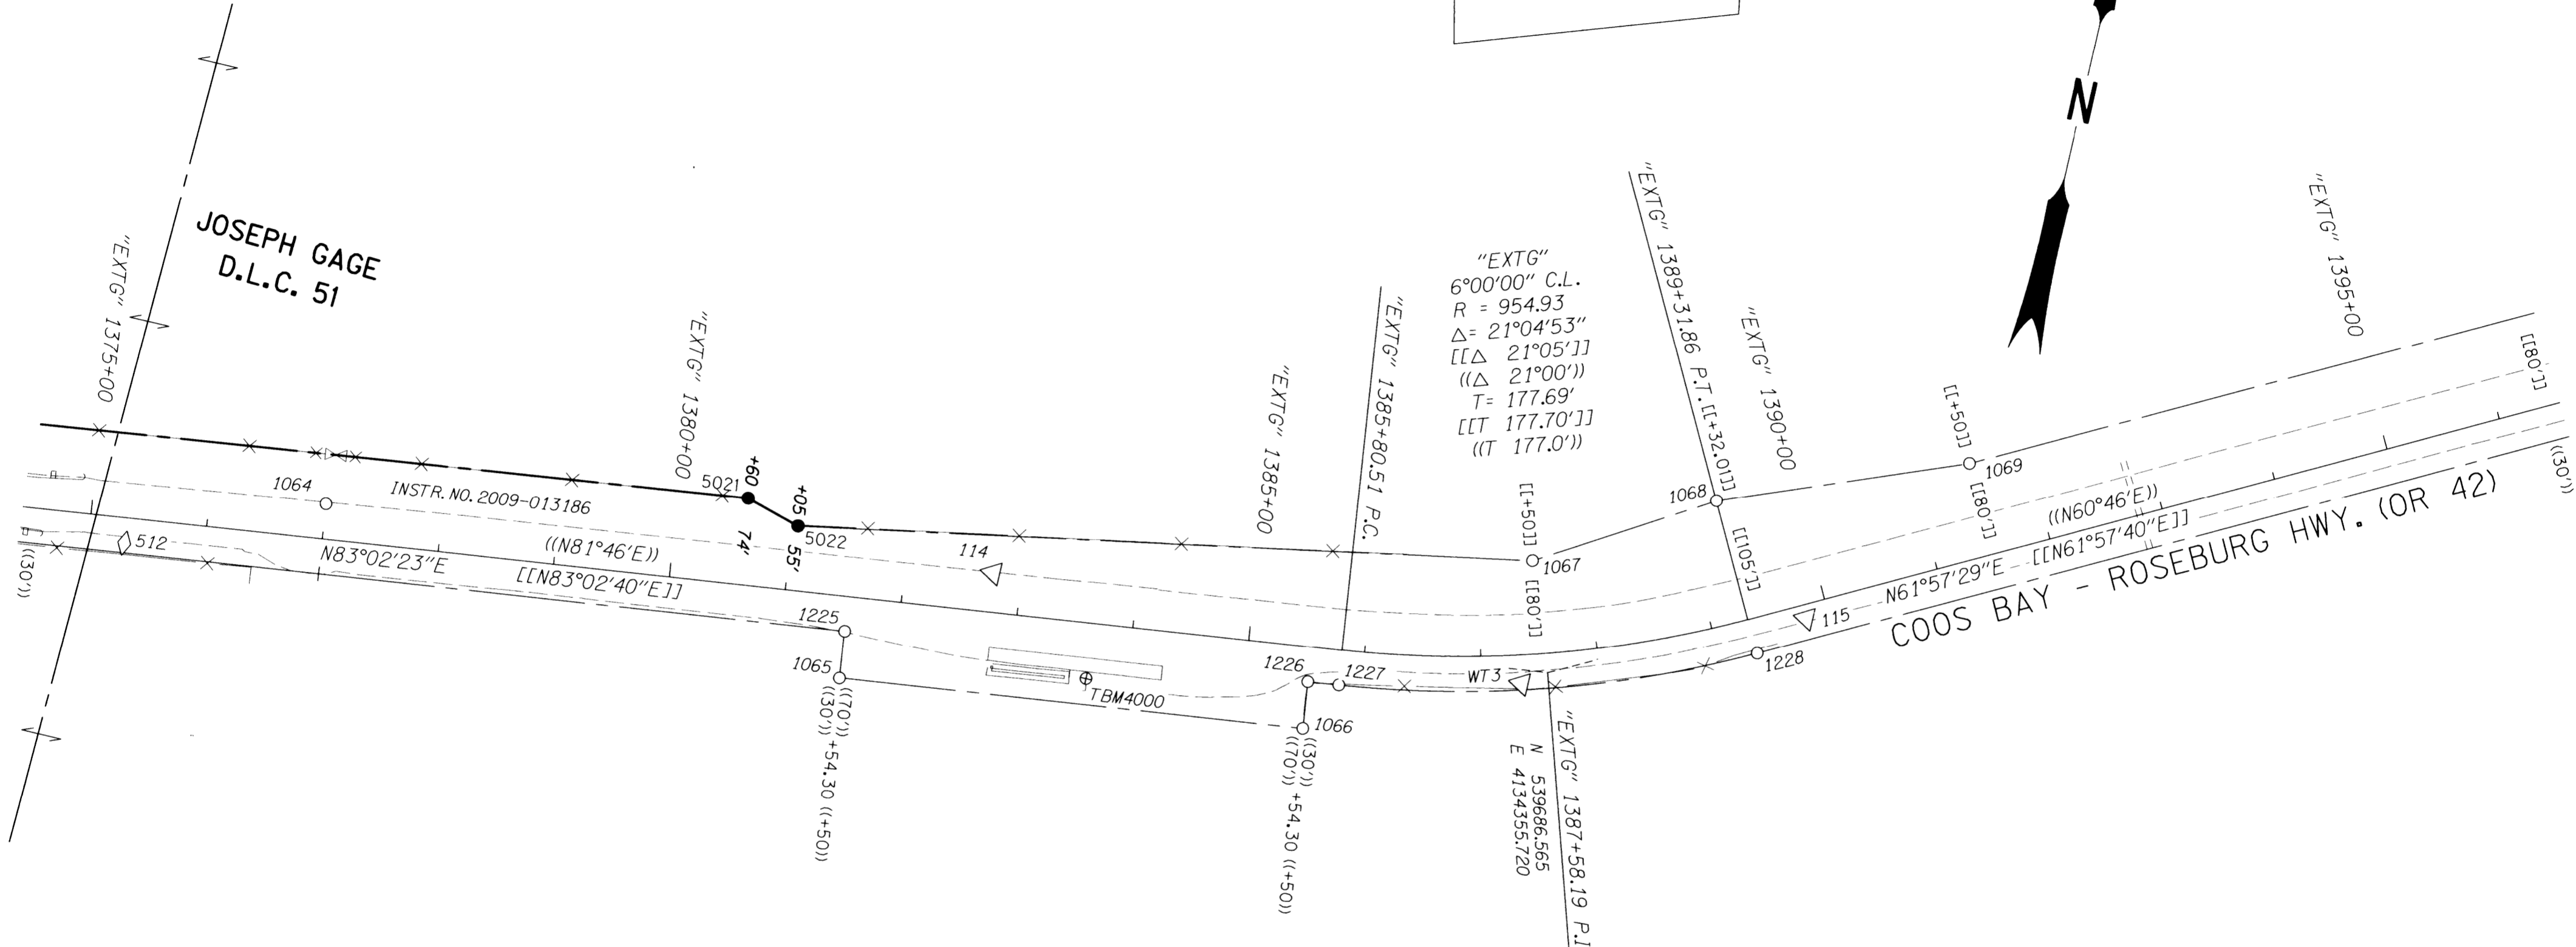 N
JOSEPH GAGE
D.L.C. 51
"EXTG" 1375+00
"EXTG" 1380+00
"EXTG" 1385+00
"EXTG" 1385+80.51 P.C.
"EXTG"
6°00'00" C.L.
R = 954.93
Δ= 21°04'53"
[[Δ 21°05']]
((Δ 21°00'))
T= 177.69'
[[T 177.70']]
((T 177.0'))
"EXTG" 1389+31.86 P.T.[[+32.01]]
"EXTG" 1390+00
"EXTG" 1395+00
1064
INSTR. NO. 2009-013186
5021
+60
74'
+05
55'
5022
114
[[+50]]
1067
[[80']]
1068
[[105']]
[[+50]]
1069
[[80']]
[[80']]
((30'))
((30'))
512
N83°02'23"E
((N81°46'E))
[[N83°02'40"E]]
1225
1065
((70'))
((30')) +54.30 ((+50))
TBM4000
1226
1227
1066
((30'))
((70')) +54.30 ((+50))
WT3
1228
115
N61°57'29"E
((N60°46'E))
[[N61°57'40"E]]
COOS BAY - ROSEBURG HWY. (OR 42)
N 539686.565
E 4134355.720
"EXTG" 1387+58.19 P.I